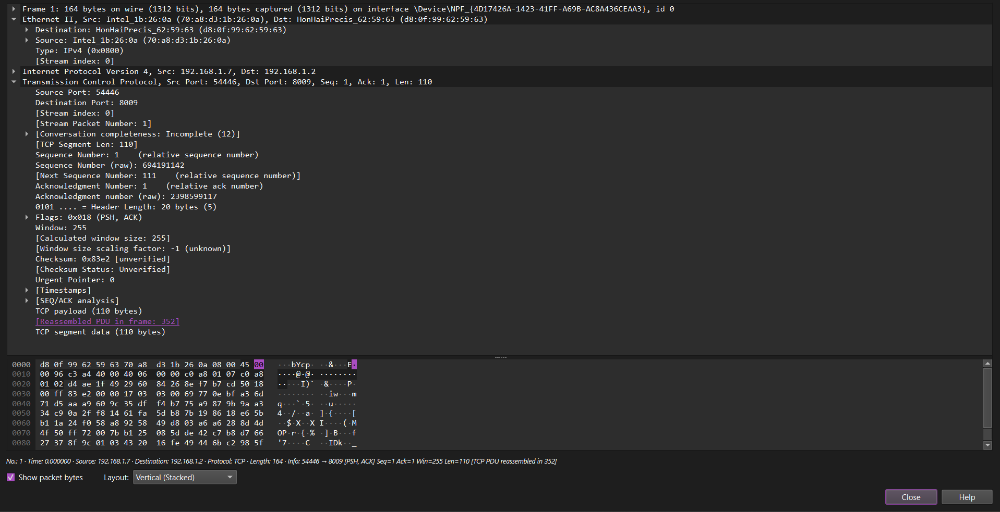 Frame 1: 164 bytes on wire (1312 bits), 164 bytes captured (1312 bits) on interface \Device\NPF_{4D17426A-1423-41FF-A69B-AC8A436CEAA3}, id 0
Ethernet II, Src: Intel_1b:26:0a (70:a8:d3:1b:26:0a), Dst: HonHaiPrecis_62:59:63 (d8:0f:99:62:59:63)
Destination: HonHaiPrecis_62:59:63 (d8:0f:99:62:59:63)
Source: Intel_1b:26:0a (70:a8:d3:1b:26:0a)
Type: IPv4 (0x0800)
[Stream index: 0]
Internet Protocol Version 4, Src: 192.168.1.7, Dst: 192.168.1.2
Transmission Control Protocol, Src Port: 54446, Dst Port: 8009, Seq: 1, Ack: 1, Len: 110
Source Port: 54446
Destination Port: 8009
[Stream index: 0]
[Stream Packet Number: 1]
[Conversation completeness: Incomplete (12)]
[TCP Segment Len: 110]
Sequence Number: 1    (relative sequence number)
Sequence Number (raw): 694191142
[Next Sequence Number: 111    (relative sequence number)]
Acknowledgment Number: 1    (relative ack number)
Acknowledgment number (raw): 2398599117
0101 .... = Header Length: 20 bytes (5)
Flags: 0x018 (PSH, ACK)
Window: 255
[Calculated window size: 255]
[Window size scaling factor: -1 (unknown)]
Checksum: 0x83e2 [unverified]
[Checksum Status: Unverified]
Urgent Pointer: 0
[Timestamps]
[SEQ/ACK analysis]
TCP payload (110 bytes)
[Reassembled PDU in frame: 352]
TCP segment data (110 bytes)
0000  d8 0f 99 62 59 63 70 a8  d3 1b 26 0a 08 00 45 00   ···bYcp· ··&···E·
0010  00 96 c3 a4 40 00 40 06  00 00 c0 a8 01 07 c0 a8   ····@·@· ········
0020  01 02 d4 ae 1f 49 29 60  84 26 8e f7 b7 cd 50 18   ·····I)` ·&····P·
0030  00 ff 83 e2 00 00 17 03  03 00 69 77 0e bf a3 6d   ········ ··iw···m
0040  71 d5 aa a9 60 9c 35 df  f4 b7 75 a9 87 9b 9a a3   q···`·5· ··u·····
0050  34 c9 0a 2f f8 14 61 fa  5d b8 7b 19 86 18 e6 5b   4··/··a· ]·{····[
0060  b1 1a 24 f0 58 a8 92 58  49 d8 03 a6 a6 28 8d 4d   ··$·X··X I····(·M
0070  4f 50 ff 72 00 7b b1 25  08 5d de 42 c7 b8 d7 66   OP·r·{·% ·]·B···f
0080  27 37 8f 9c 01 03 43 20  16 fe 49 44 6b c2 98 5f   '7····C  ··IDk··_
No.: 1 · Time: 0.000000 · Source: 192.168.1.7 · Destination: 192.168.1.2 · Protocol: TCP · Length: 164 · Info: 54446 → 8009 [PSH, ACK] Seq=1 Ack=1 Win=255 Len=110 [TCP PDU reassembled in 352]
Show packet bytes Layout: Vertical (Stacked)
Close Help